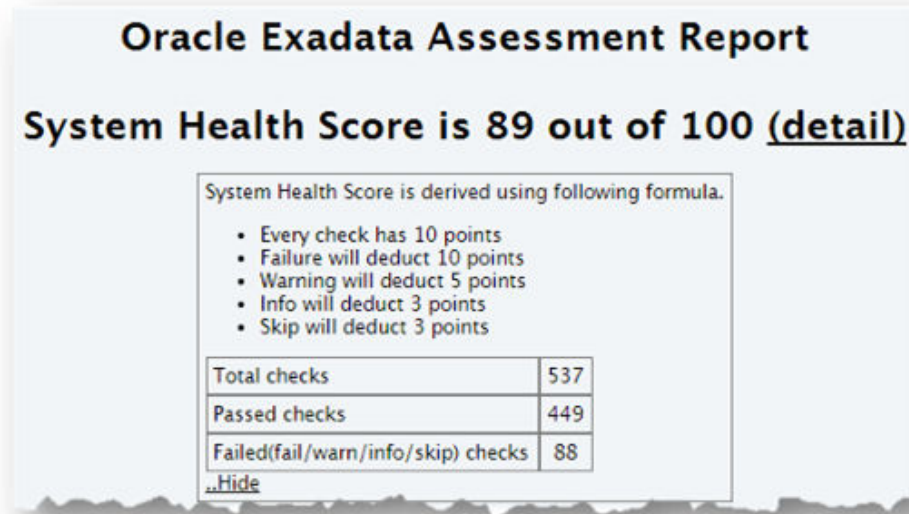 Oracle Exadata Assessment Report
System Health Score is 89 out of 100 (detail)
System Health Score is derived using following formula.
• Every check has 10 points
• Failure will deduct 10 points
• Warning will deduct 5 points
• Info will deduct 3 points
• Skip will deduct 3 points
Total checks 537
Passed checks 449
Failed(fail/warn/info/skip) checks 88
..Hide